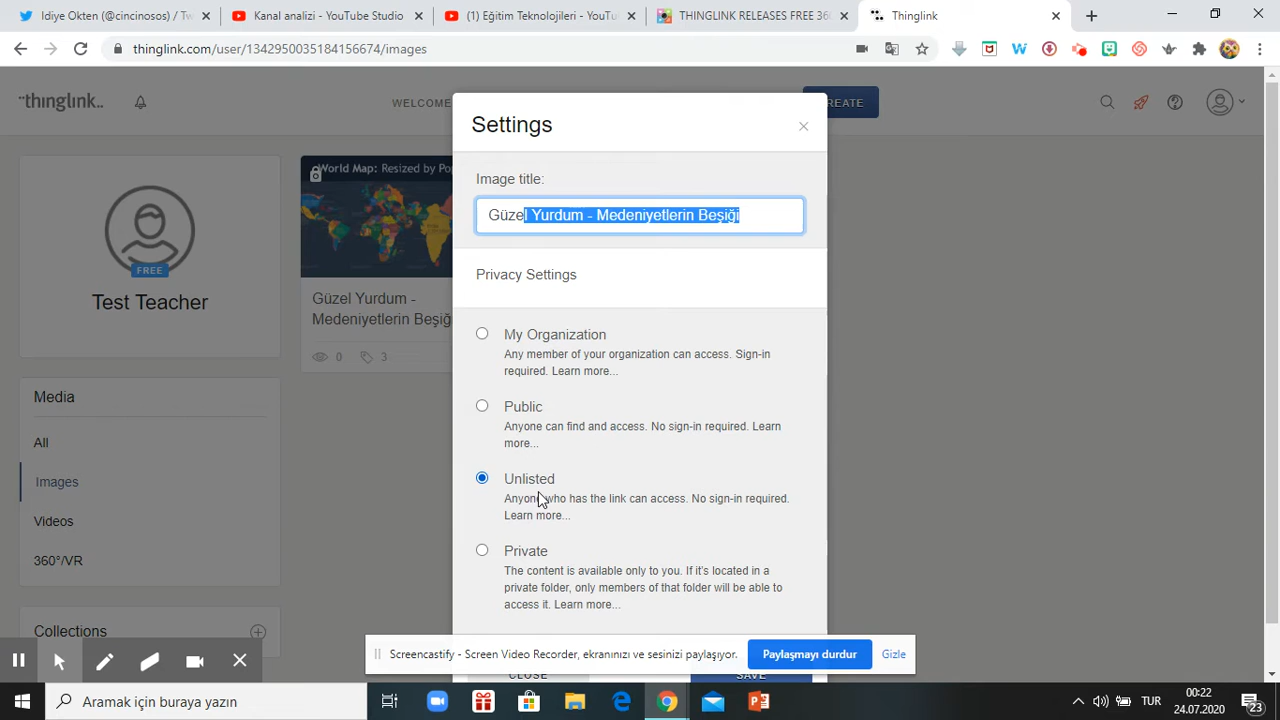 Idiye Okten (@cincinosos) / Tw
Kanal analizi - YouTube Studio
(1) Eğitim Teknolojileri - YouTu
THINGLINK RELEASES FREE 36
Thinglink
thinglink.com/user/1342950035184156674/images
thinglink..
WELCOME
REATE
Settings
Image title:
Güzel Yurdum - Medeniyetlerin Beşiği
Privacy Settings
My Organization
Any member of your organization can access. Sign-in
required. Learn more...
Public
Anyone can find and access. No sign-in required. Learn
more...
Unlisted
Anyone who has the link can access. No sign-in required.
Learn more...
Private
The content is available only to you. If it's located in a
private folder, only members of that folder will be able to
access it. Learn more...
CLOSE
SAVE
FREE
Test Teacher
World Map: Resized by Pop
Güzel Yurdum -
Medeniyetlerin Beşiğ
0
3
Media
All
Images
Videos
360°/VR
Collections
Screencastify - Screen Video Recorder, ekranınızı ve sesinizi paylaşıyor.
Paylaşmayı durdur
Gizle
Aramak için buraya yazın
TUR
00:22
24.07.2020
23